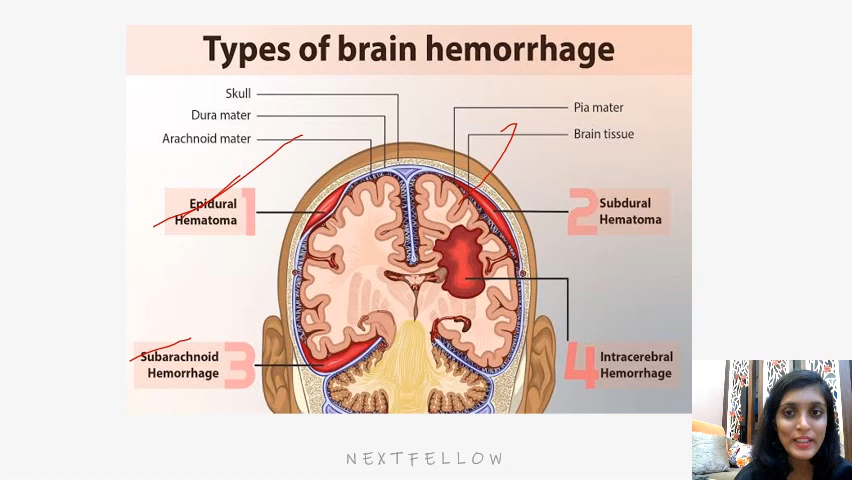 Types of brain hemorrhage
Skull
Dura mater
Arachnoid mater
Pia mater
Brain tissue
Epidural
Hematoma
1
2
Subdural
Hematoma
Subarachnoid
Hemorrhage
3
4
Intracerebral
Hemorrhage
NEXTFELLOW